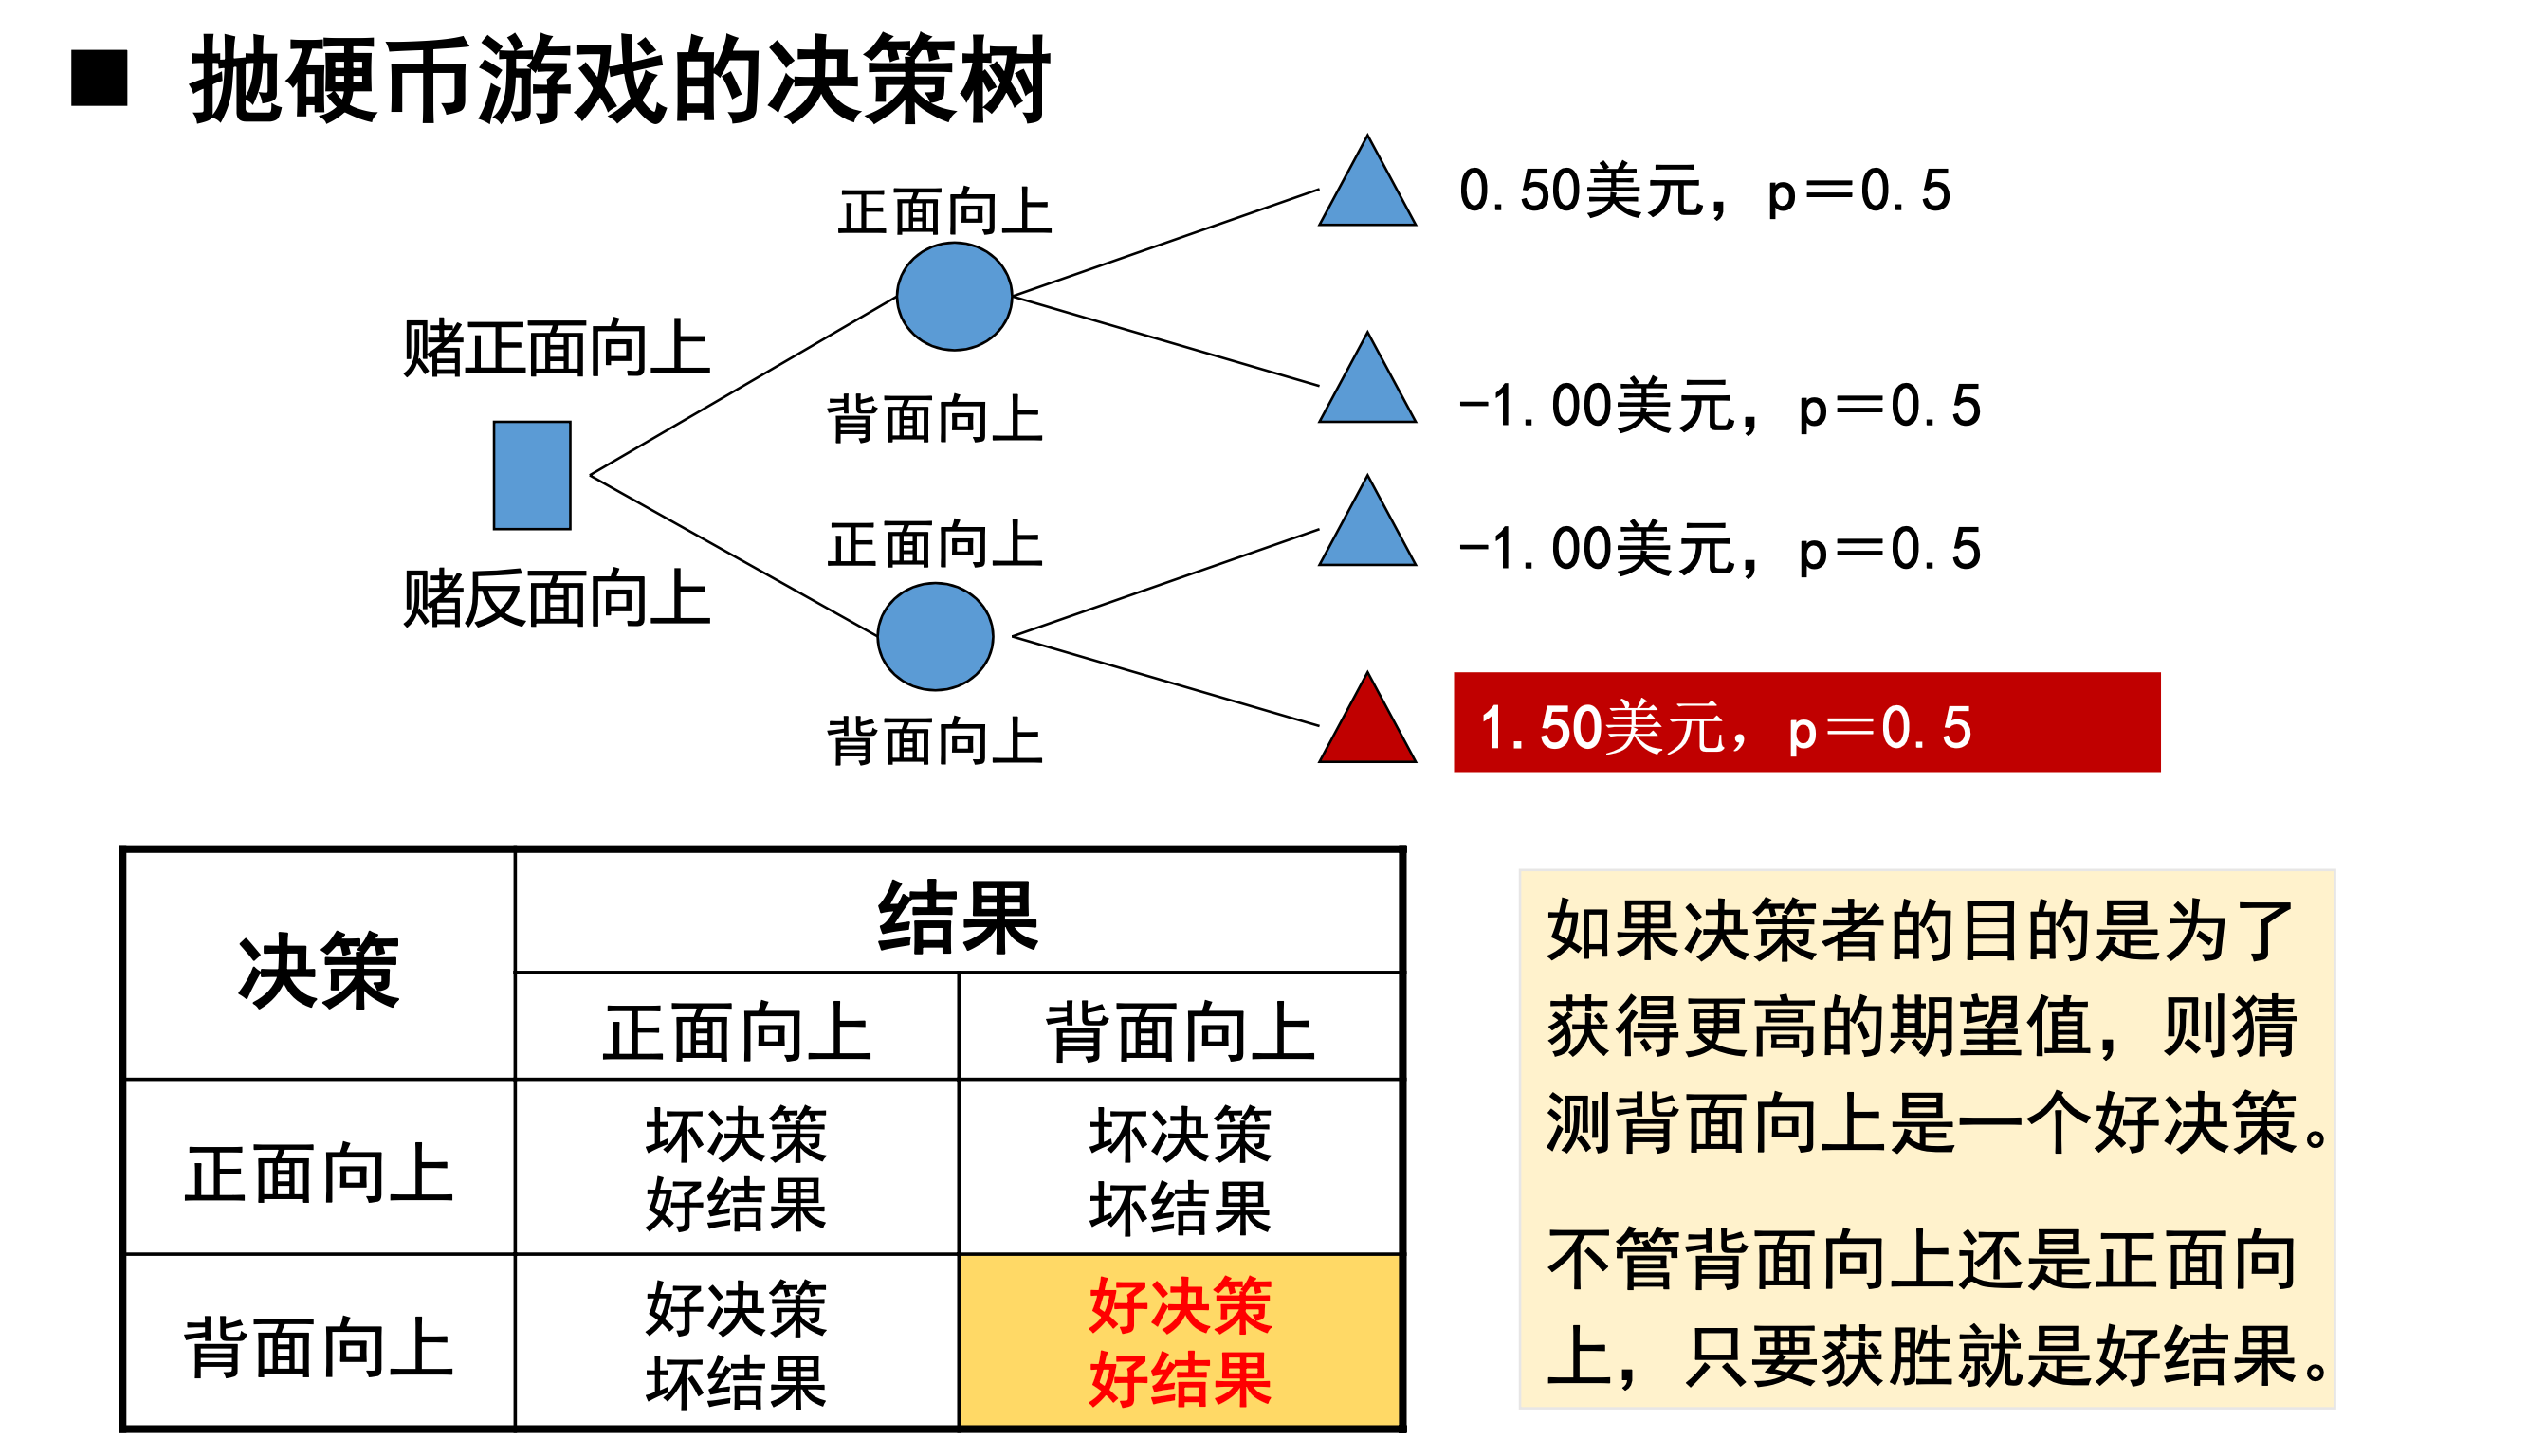 ■ 抛硬币游戏的决策树
正面向上
0.50美元，p＝0.5
赌正面向上
背面向上
-1.00美元，p＝0.5
正面向上
-1.00美元，p＝0.5
赌反面向上
背面向上
1.50美元，p＝0.5
决策
结果
正面向上
背面向上
正面向上
坏决策
好结果
坏决策
坏结果
背面向上
好决策
坏结果
好决策
好结果
如果决策者的目的是为了
获得更高的期望值，则猜
测背面向上是一个好决策。
不管背面向上还是正面向
上，只要获胜就是好结果。